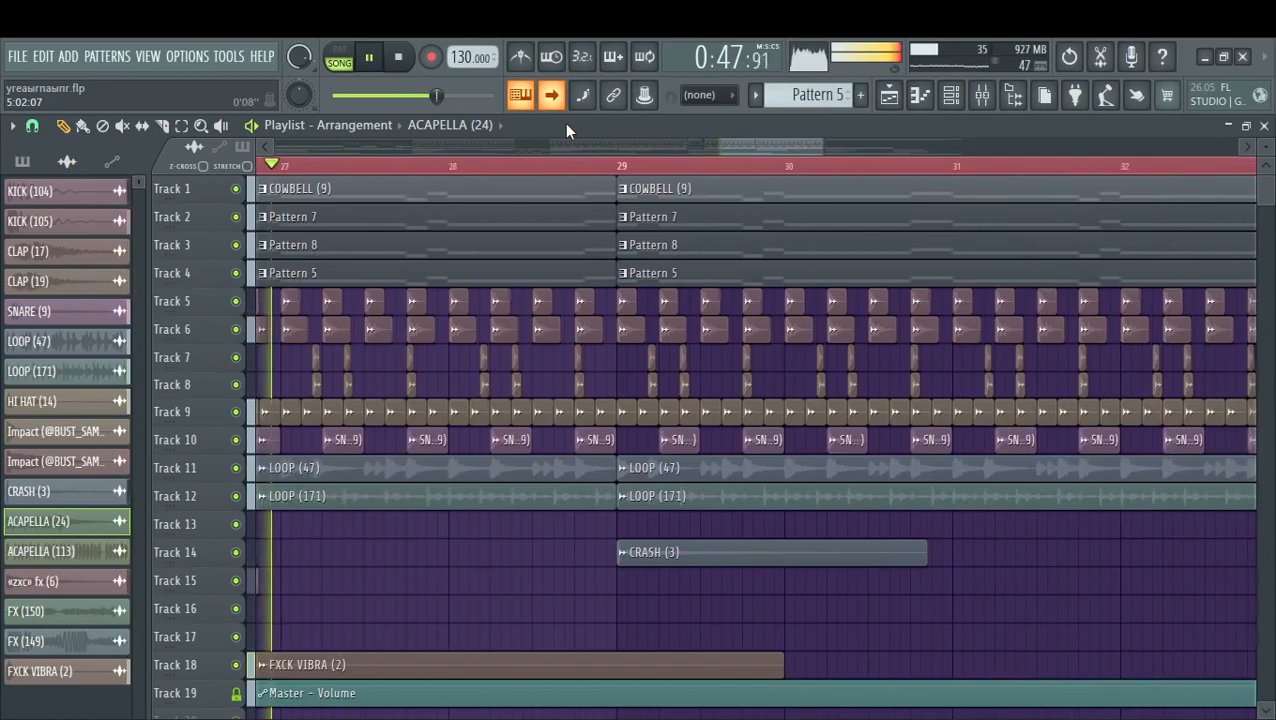 FILE EDIT ADD PATTERNS VIEW OPTIONS TOOLS HELP
PAT
SONG
130.000
3.2
0:47:91
M:S:CS
35
927 MB
47
5:02:07
0'08"
(none)
Pattern 5
26.05 FL
STUDIO | G..
Playlist - Arrangement
ACAPELLA (24)
Z-CROSS
STRETCH
27
28
29
30
31
32
KICK (104)
KICK (105)
CLAP (17)
CLAP (19)
SNARE (9)
LOOP (47)
LOOP (171)
HI HAT (14)
Impact (@BUST_SAM..
Impact (@BUST_SAM..
CRASH (3)
ACAPELLA (24)
ACAPELLA (113)
«zxc» fx (6)
FX (150)
FX (149)
FXCK VIBRA (2)
Track 1
COWBELL (9)
COWBELL (9)
Track 2
Pattern 7
Pattern 7
Track 3
Pattern 8
Pattern 8
Track 4
Pattern 5
Pattern 5
Track 5
Track 6
Track 7
Track 8
Track 9
Track 10
SN..9)
SN..9)
SN..9)
SN..9)
SN...)
SN..9)
SN...)
SN..9)
SN..9)
SN..9)
SN..9)
Track 11
LOOP (47)
LOOP (47)
Track 12
LOOP (171)
LOOP (171)
Track 13
Track 14
CRASH (3)
Track 15
Track 16
Track 17
Track 18
FXCK VIBRA (2)
Track 19
Master - Volume